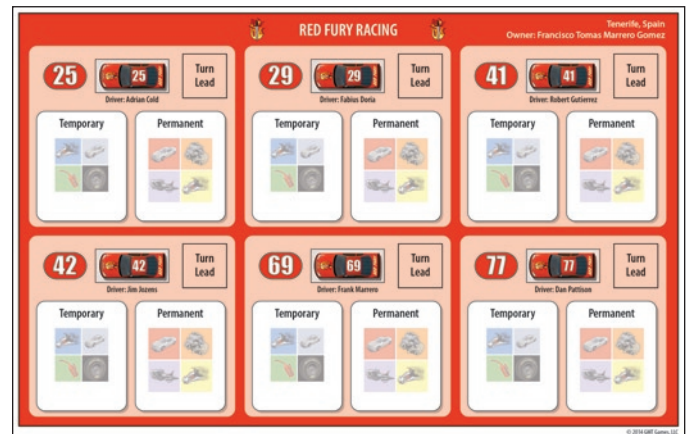 RED FURY RACING
Tenerife, Spain
Owner: Francisco Tomas Marrero Gomez
25
25
Turn
Lead
Driver: Adrian Cold
Temporary
Permanent
29
29
Turn
Lead
Driver: Fabius Doria
Temporary
Permanent
41
41
Turn
Lead
Driver: Robert Gutierrez
Temporary
Permanent
42
42
Turn
Lead
Driver: Jim Jozens
Temporary
Permanent
69
69
Turn
Lead
Driver: Frank Marrero
Temporary
Permanent
77
77
Turn
Lead
Driver: Dan Pattison
Temporary
Permanent
© 2014 GMT Games, LLC